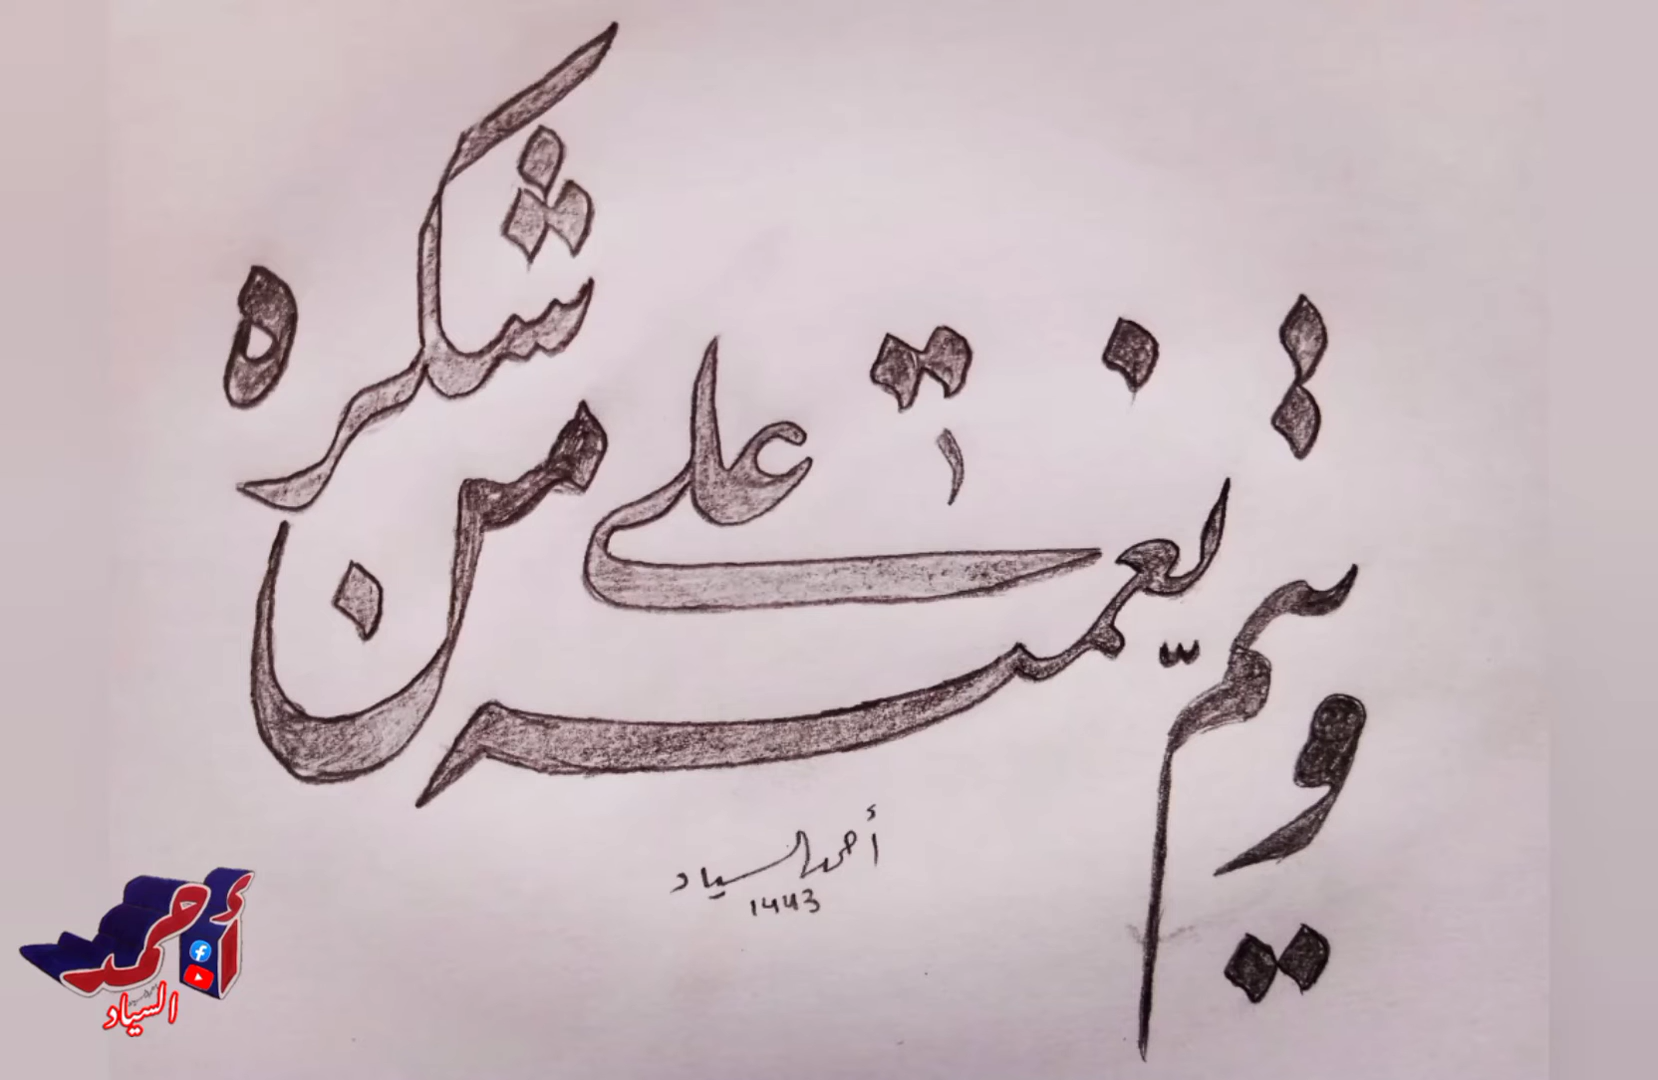 ويتمّ نعمته على من شكره
أحمد السياد
1443
أحمد
السياد